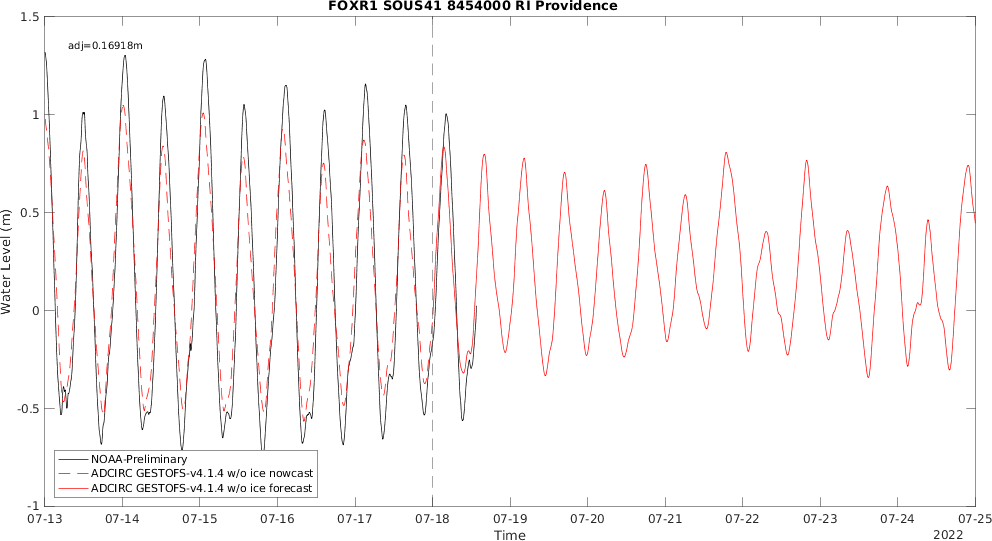 FOXR1 SOUS41 8454000 RI Providence
adj=0.16918m
1.5
1
0.5
0
-0.5
-1
Water Level (m)
NOAA-Preliminary
ADCIRC GESTOFS-v4.1.4 w/o ice nowcast
ADCIRC GESTOFS-v4.1.4 w/o ice forecast
07-13 07-14 07-15 07-16 07-17 07-18 07-19 07-20 07-21 07-22 07-23 07-24 07-25
Time
2022